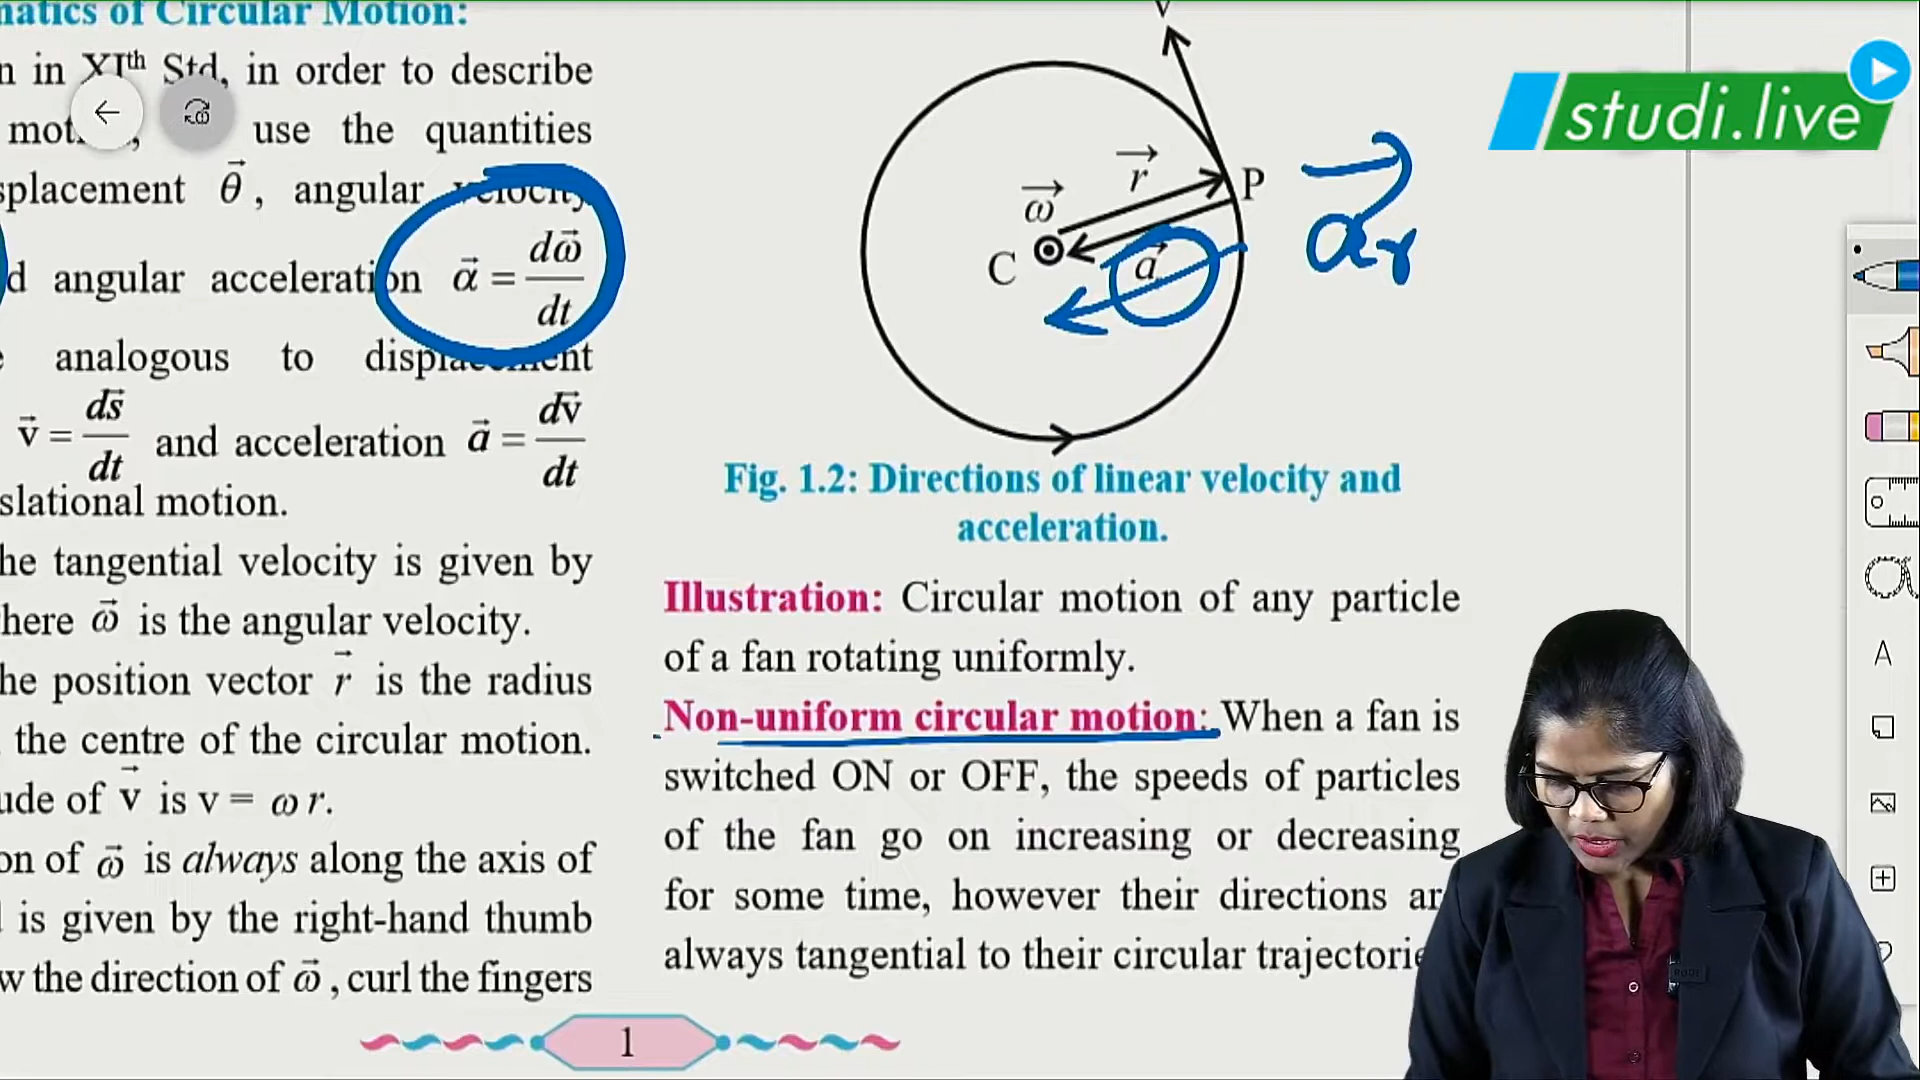 natics of Circular Motion:
n in XIth Std, in order to describe
use the quantities
splacement θ⃗, angular velocity
d angular acceleration α⃗ = dω⃗/dt
analogous to displacement
v⃗ = ds⃗/dt and acceleration a⃗ = dv⃗/dt
slational motion.
he tangential velocity is given by
here ω⃗ is the angular velocity.
he position vector r⃗ is the radius
the centre of the circular motion.
ude of v⃗ is v = ω r.
on of ω⃗ is always along the axis of
is given by the right-hand thumb
w the direction of ω⃗, curl the fingers
v
r⃗
P
ω⃗
C
a⃗
a⃗r
Fig. 1.2: Directions of linear velocity and
acceleration.
Illustration: Circular motion of any particle
of a fan rotating uniformly.
Non-uniform circular motion: When a fan is
switched ON or OFF, the speeds of particles
of the fan go on increasing or decreasing
for some time, however their directions ar
always tangential to their circular trajectorie
1
studi.live
A